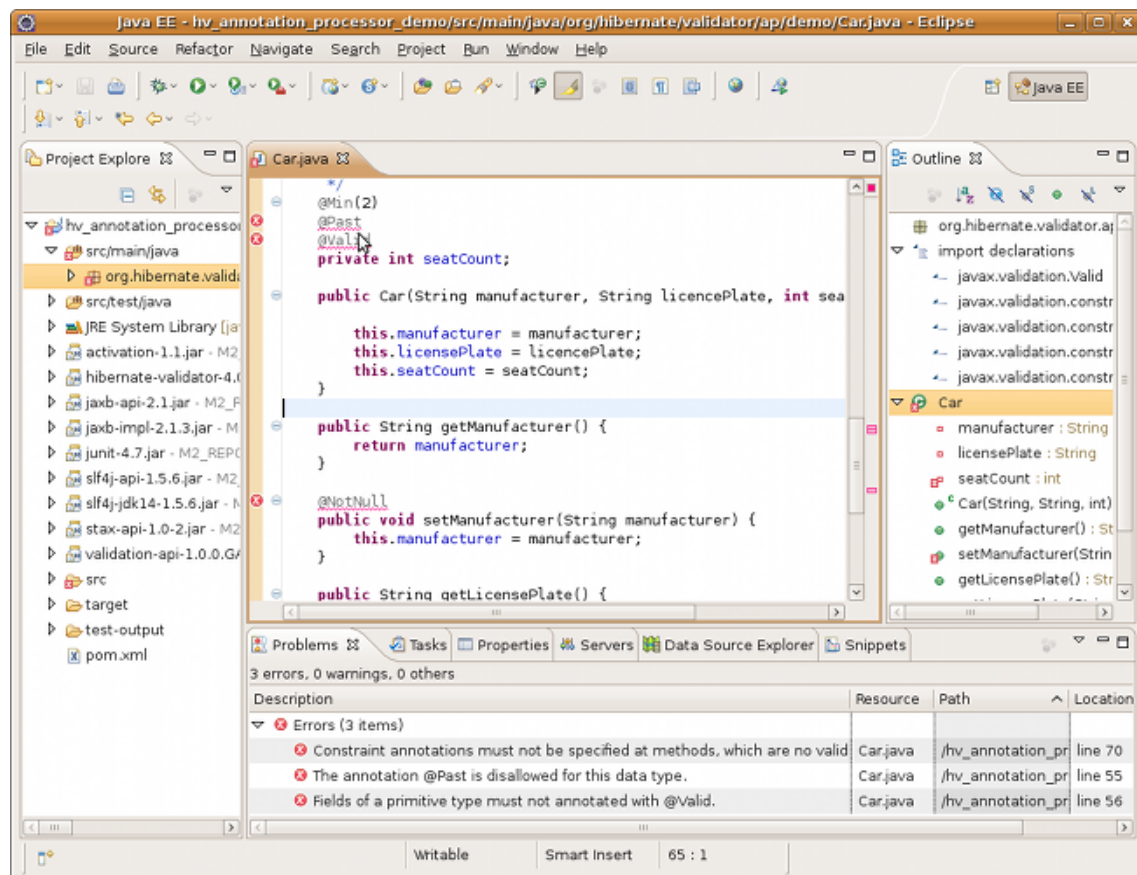 Java EE - hv_annotation_processor_demo/src/main/java/org/hibernate/validator/ap/demo/Car.java - Eclipse
File Edit Source Refactor Navigate Search Project Run Window Help
Java EE
Project Explore
hv_annotation_processo
src/main/java
org.hibernate.valid
src/test/java
JRE System Library [ja
activation-1.1.jar - M2_
hibernate-validator-4.
jaxb-api-2.1.jar - M2_F
jaxb-impl-2.1.3.jar - M
junit-4.7.jar - M2_REPO
slf4j-api-1.5.6.jar - M2
slf4j-jdk14-1.5.6.jar - M
stax-api-1.0-2.jar - M2
validation-api-1.0.0.GA
src
target
test-output
pom.xml
Car.java
*/
@Min(2)
@Past
@Vali
private int seatCount;
public Car(String manufacturer, String licencePlate, int sea
this.manufacturer = manufacturer;
this.licensePlate = licencePlate;
this.seatCount = seatCount;
}
public String getManufacturer() {
return manufacturer;
}
@NotNull
public void setManufacturer(String manufacturer) {
this.manufacturer = manufacturer;
}
public String getLicensePlate() {
Outline
org.hibernate.validator.ap
import declarations
javax.validation.Valid
javax.validation.constr
javax.validation.constr
javax.validation.constr
javax.validation.constr
Car
manufacturer : String
licensePlate : String
seatCount : int
Car(String, String, int)
getManufacturer() : St
setManufacturer(Strin
getLicensePlate() : Str
Problems Tasks Properties Servers Data Source Explorer Snippets
3 errors, 0 warnings, 0 others
Description Resource Path Location
Errors (3 items)
Constraint annotations must not be specified at methods, which are no valid Car.java /hv_annotation_pr line 70
The annotation @Past is disallowed for this data type. Car.java /hv_annotation_pr line 55
Fields of a primitive type must not annotated with @Valid. Car.java /hv_annotation_pr line 56
Writable Smart Insert 65 : 1